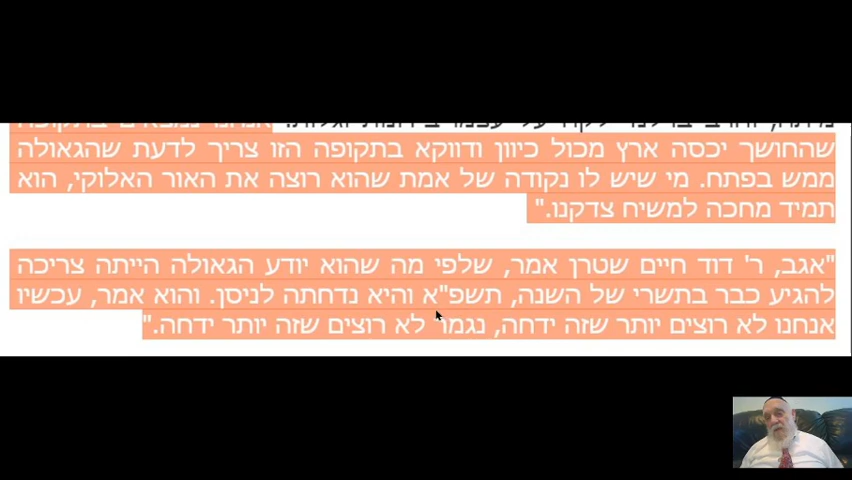 שהחושך יכסה ארץ מכול כיוון ודווקא בתקופה הזו צריך לדעת שהגאולה
ממש בפתח. מי שיש לו נקודה של אמת שהוא רוצה את האור האלוקי, הוא
תמיד מחכה למשיח צדקנו."
"אגב, ר' דוד חיים שטרן אמר, שלפי מה שהוא יודע הגאולה הייתה צריכה
להגיע כבר בתשרי של השנה, תשפ"א והיא נדחתה לניסן. והוא אמר, עכשיו
אנחנו לא רוצים יותר שזה ידחה, נגמר לא רוצים שזה יותר ידחה."